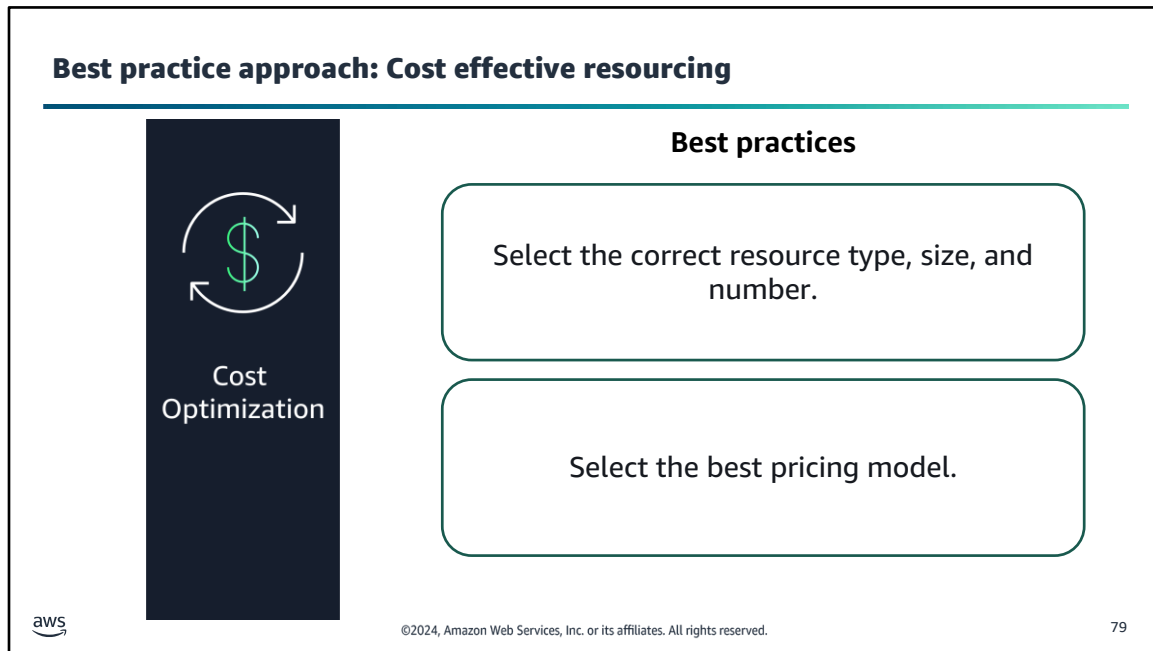 Best practice approach: Cost effective resourcing
Cost
Optimization
Best practices
Select the correct resource type, size, and
number.
Select the best pricing model.
aws
©2024, Amazon Web Services, Inc. or its affiliates. All rights reserved.
79